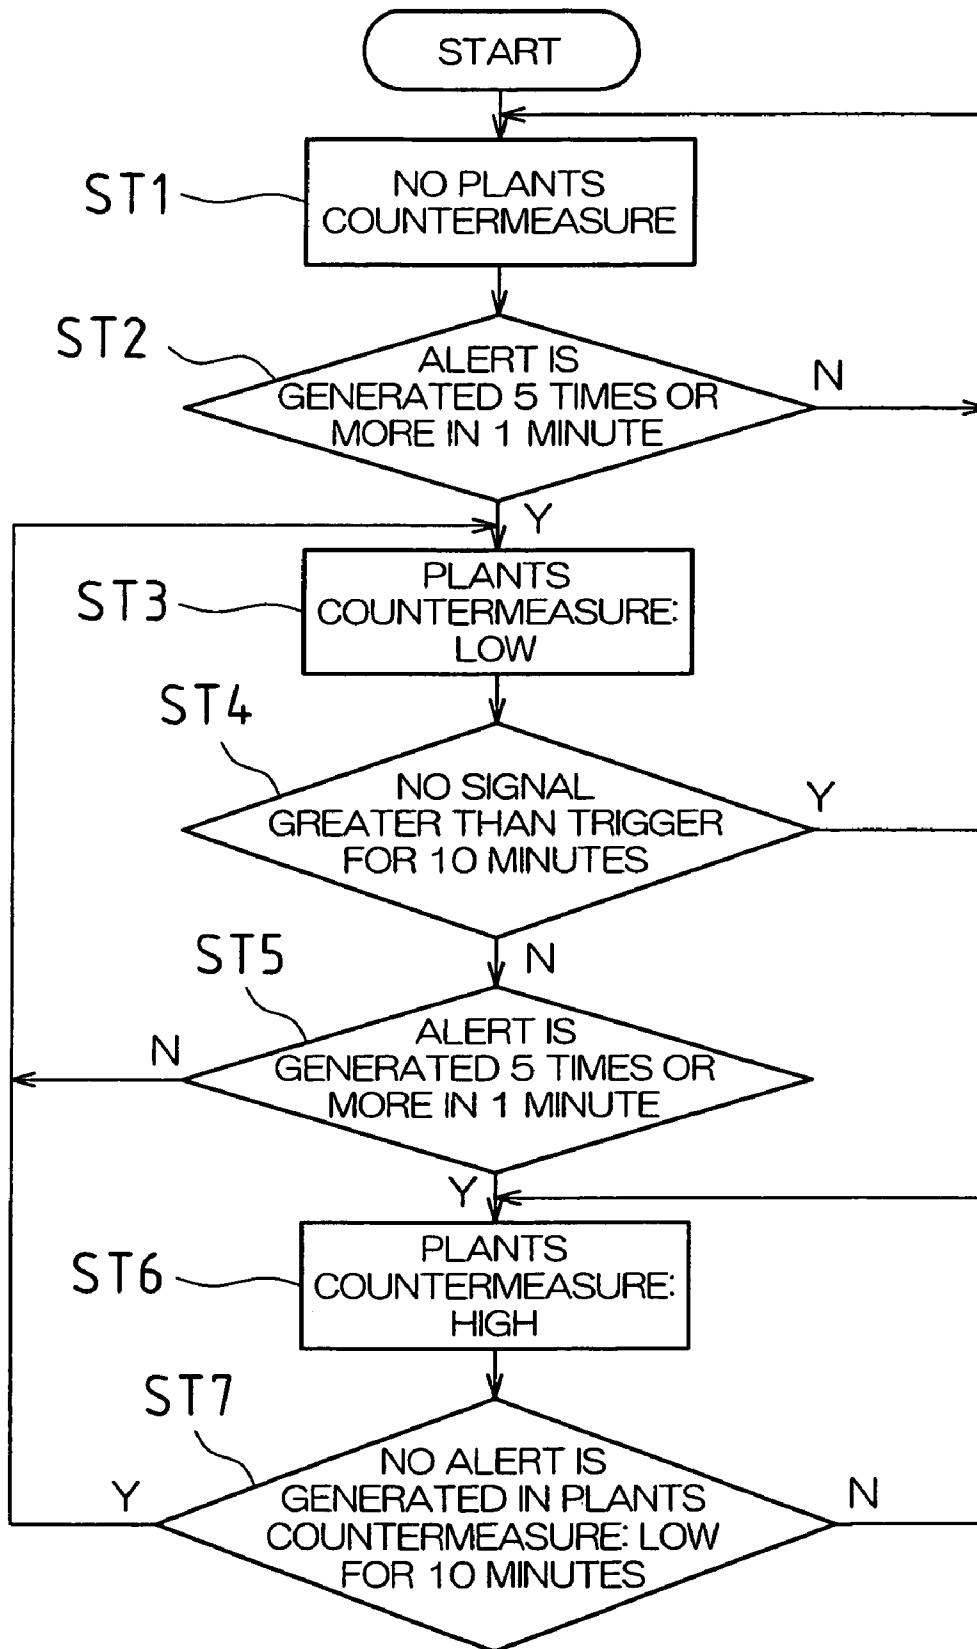 START
ST1
NO PLANTS
COUNTERMEASURE
ST2
ALERT IS
GENERATED 5 TIMES OR
MORE IN 1 MINUTE
N
Y
ST3
PLANTS
COUNTERMEASURE:
LOW
ST4
NO SIGNAL
GREATER THAN TRIGGER
FOR 10 MINUTES
Y
N
ST5
ALERT IS
GENERATED 5 TIMES OR
MORE IN 1 MINUTE
N
Y
ST6
PLANTS
COUNTERMEASURE:
HIGH
ST7
NO ALERT IS
GENERATED IN PLANTS
COUNTERMEASURE: LOW
FOR 10 MINUTES
Y
N